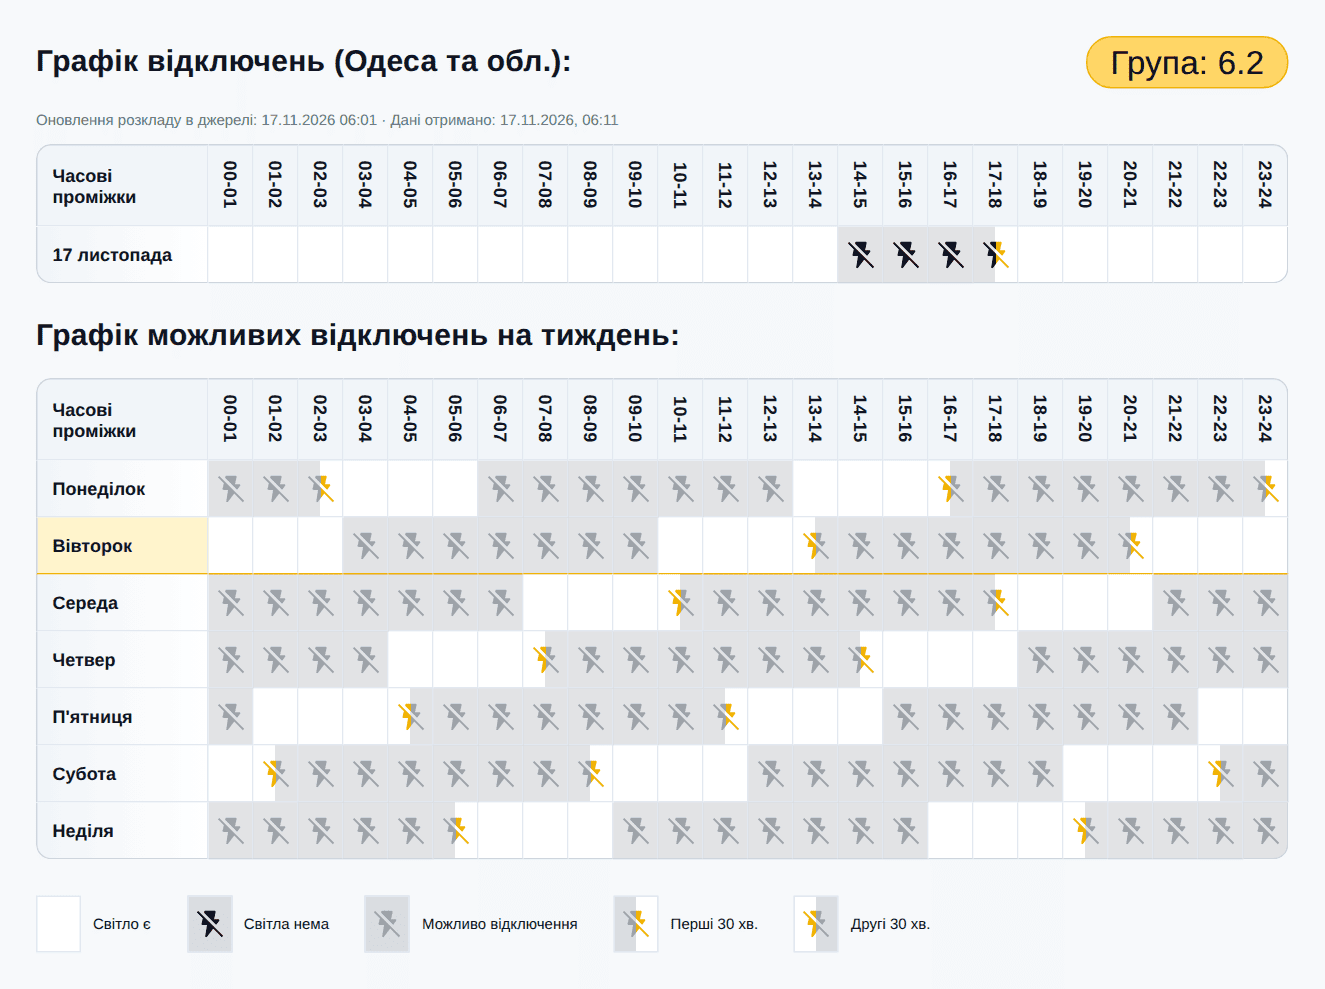 Графік відключень (Одеса та обл.):
Група: 6.2
Оновлення розкладу в джерелі: 17.11.2026 06:01 · Дані отримано: 17.11.2026, 06:11
Часові
проміжки
00-01 01-02 02-03 03-04 04-05 05-06 06-07 07-08 08-09 09-10 10-11 11-12 12-13 13-14 14-15 15-16 16-17 17-18 18-19 19-20 20-21 21-22 22-23 23-24
17 листопада
Графік можливих відключень на тиждень:
Часові
проміжки
00-01 01-02 02-03 03-04 04-05 05-06 06-07 07-08 08-09 09-10 10-11 11-12 12-13 13-14 14-15 15-16 16-17 17-18 18-19 19-20 20-21 21-22 22-23 23-24
Понеділок
Вівторок
Середа
Четвер
П'ятниця
Субота
Неділя
Світло є
Світла нема
Можливо відключення
Перші 30 хв.
Другі 30 хв.